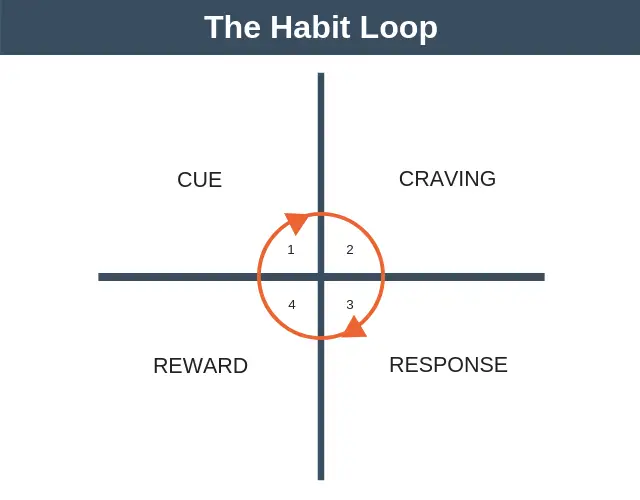 The Habit Loop
CUE
CRAVING
1
2
4
3
REWARD
RESPONSE